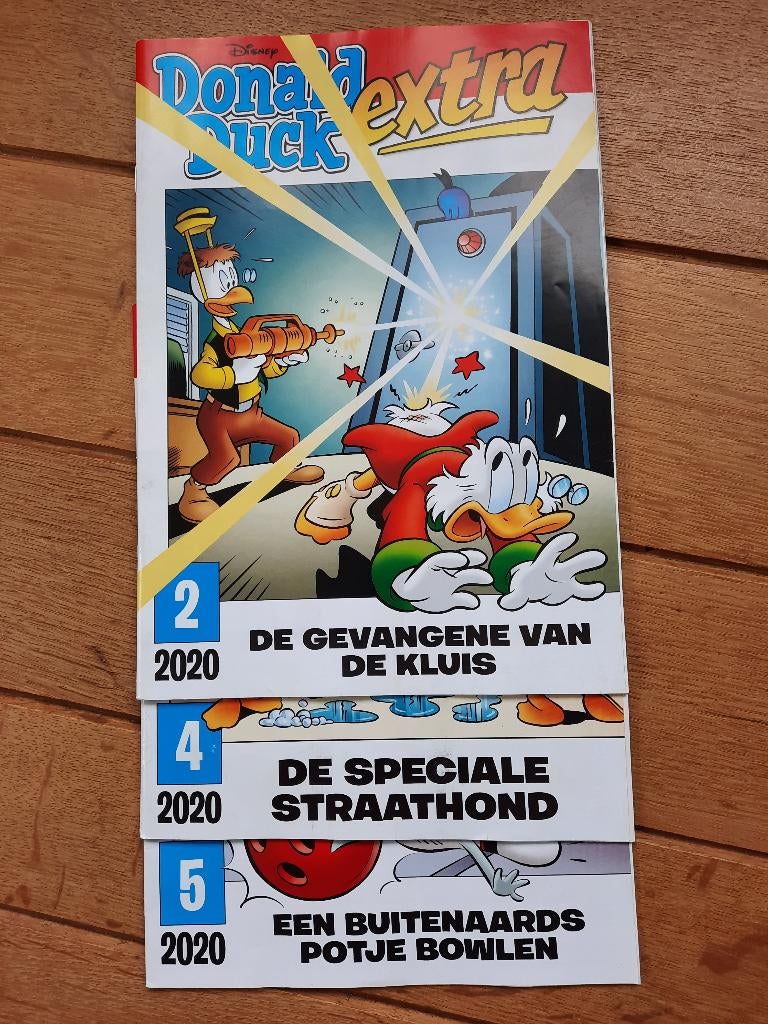 Disney
Donald
Duck extra
2
2020
DE GEVANGENE VAN
DE KLUIS
4
2020
DE SPECIALE
STRAATHOND
5
2020
EEN BUITENAARDS
POTJE BOWLEN